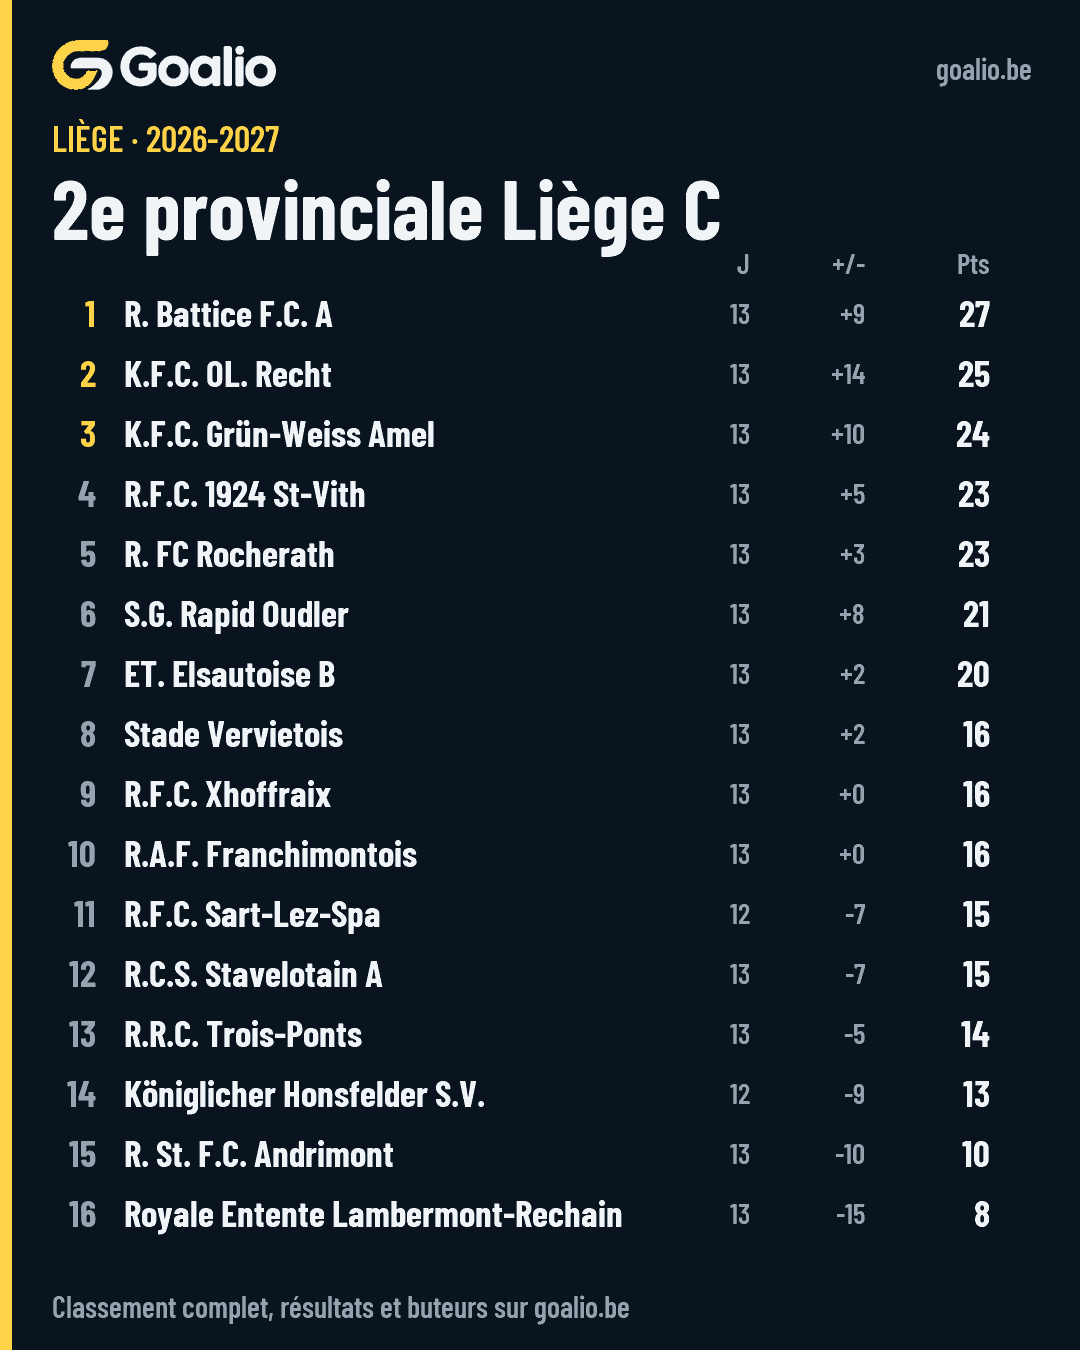 Goalio
goalio.be
LIÈGE · 2026-2027
2e provinciale Liège C
J +/- Pts
1 R. Battice F.C. A 13 +9 27
2 K.F.C. OL. Recht 13 +14 25
3 K.F.C. Grün-Weiss Amel 13 +10 24
4 R.F.C. 1924 St-Vith 13 +5 23
5 R. FC Rocherath 13 +3 23
6 S.G. Rapid Oudler 13 +8 21
7 ET. Elsautoise B 13 +2 20
8 Stade Vervietois 13 +2 16
9 R.F.C. Xhoffraix 13 +0 16
10 R.A.F. Franchimontois 13 +0 16
11 R.F.C. Sart-Lez-Spa 12 -7 15
12 R.C.S. Stavelotain A 13 -7 15
13 R.R.C. Trois-Ponts 13 -5 14
14 Königlicher Honsfelder S.V. 12 -9 13
15 R. St. F.C. Andrimont 13 -10 10
16 Royale Entente Lambermont-Rechain 13 -15 8
Classement complet, résultats et buteurs sur goalio.be